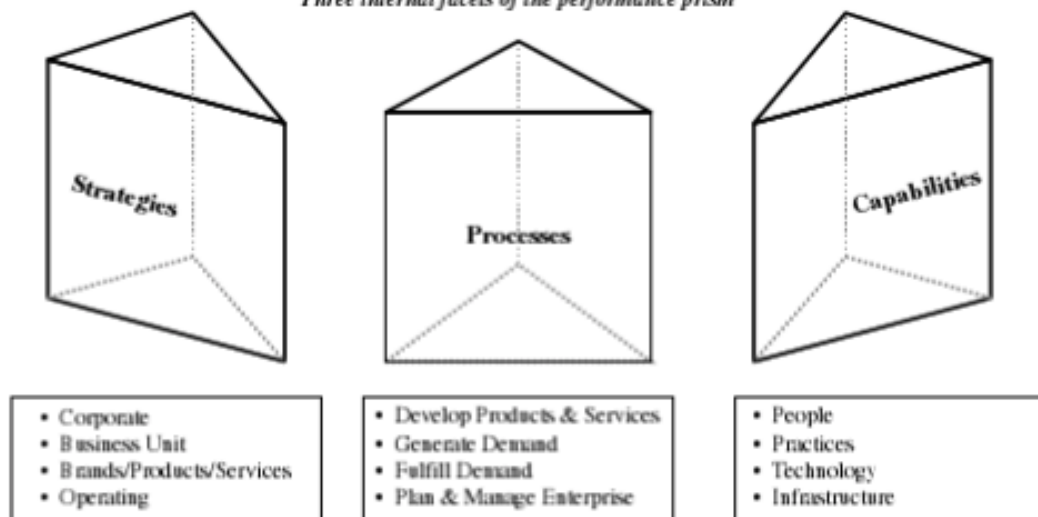 Three internal facets of the performance prism
Strategies
Processes
Capabilities
• Corporate
• Business Unit
• Brands/Products/Services
• Operating
• Develop Products & Services
• Generate Demand
• Fulfill Demand
• Plan & Manage Enterprise
• People
• Practices
• Technology
• Infrastructure